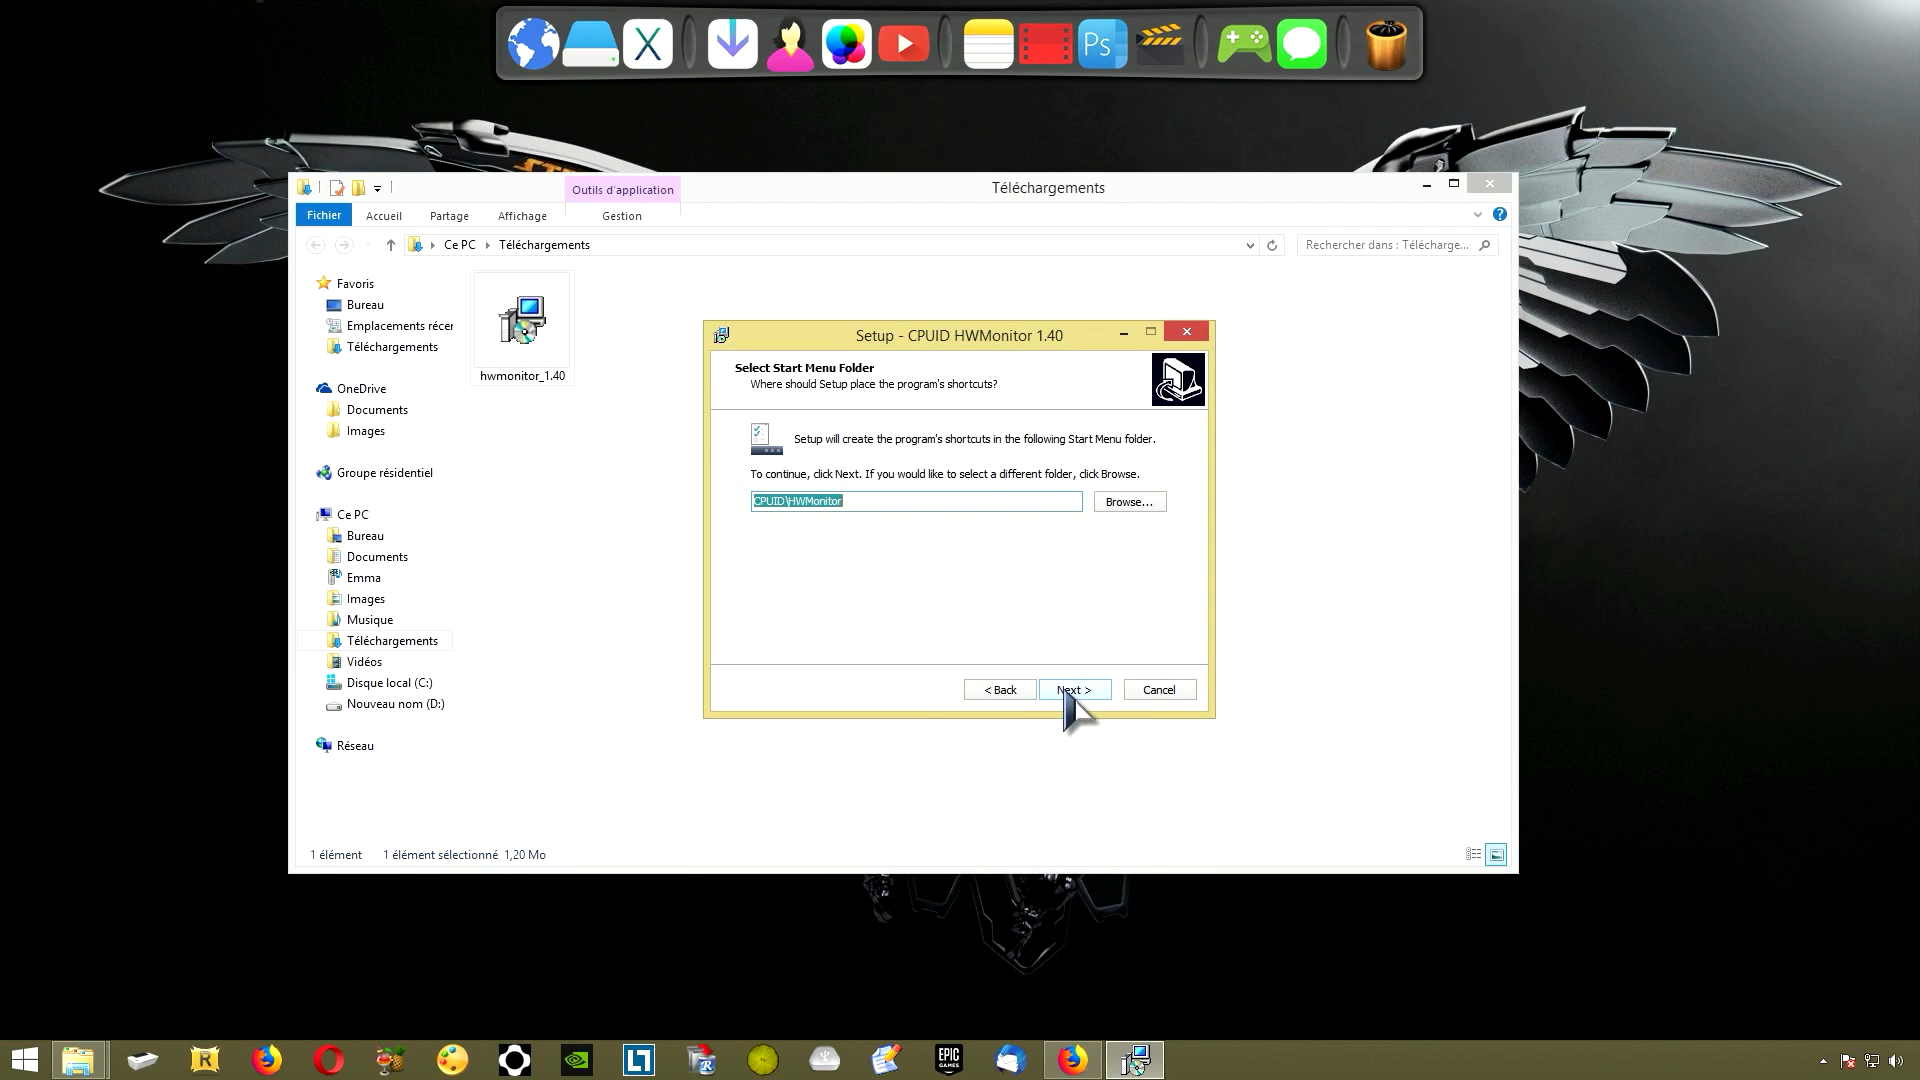 Ps
Outils d'application
Téléchargements
Fichier
Accueil
Partage
Affichage
Gestion
Ce PC
Téléchargements
Rechercher dans : Télécharge...
Favoris
Bureau
Emplacements récer
Téléchargements
OneDrive
Documents
Images
Groupe résidentiel
Ce PC
Bureau
Documents
Emma
Images
Musique
Téléchargements
Vidéos
Disque local (C:)
Nouveau nom (D:)
Réseau
hwmonitor_1.40
Setup - CPUID HWMonitor 1.40
Select Start Menu Folder
Where should Setup place the program's shortcuts?
Setup will create the program's shortcuts in the following Start Menu folder.
To continue, click Next. If you would like to select a different folder, click Browse.
CPUID\HWMonitor
Browse...
< Back
Next >
Cancel
1 élément
1 élément sélectionné 1,20 Mo
EPIC
GAMES